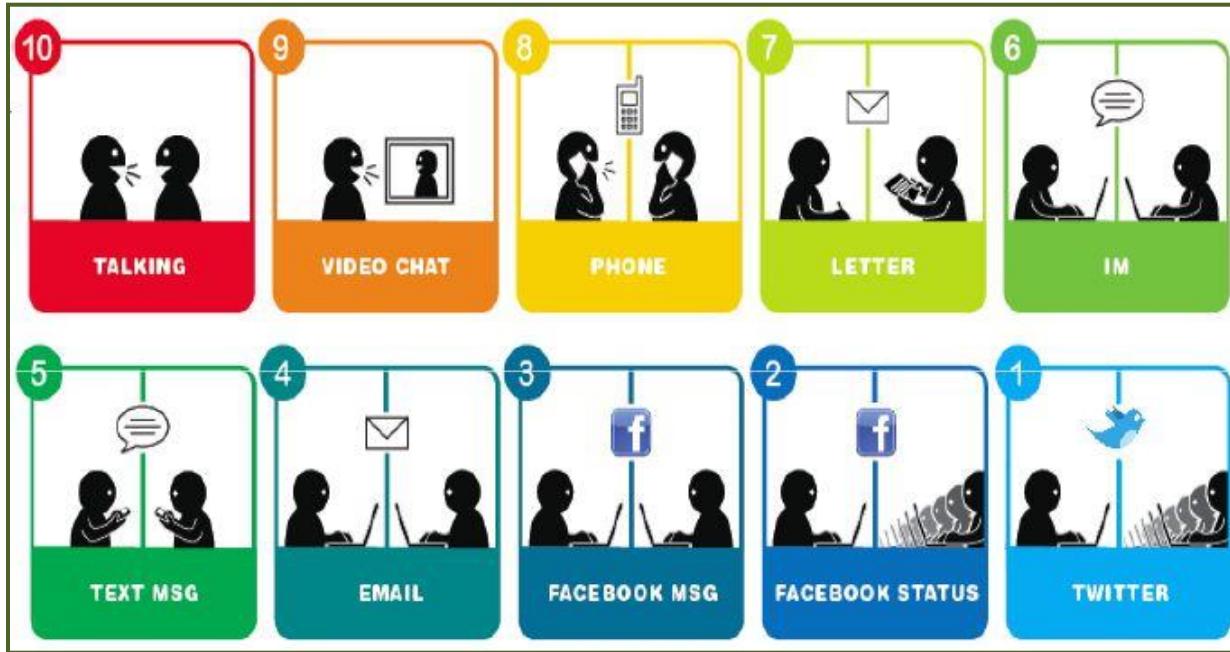 10
TALKING
9
VIDEO CHAT
8
PHONE
7
LETTER
6
IM
5
TEXT MSG
4
EMAIL
3
f
FACEBOOK MSG
2
f
FACEBOOK STATUS
1
TWITTER